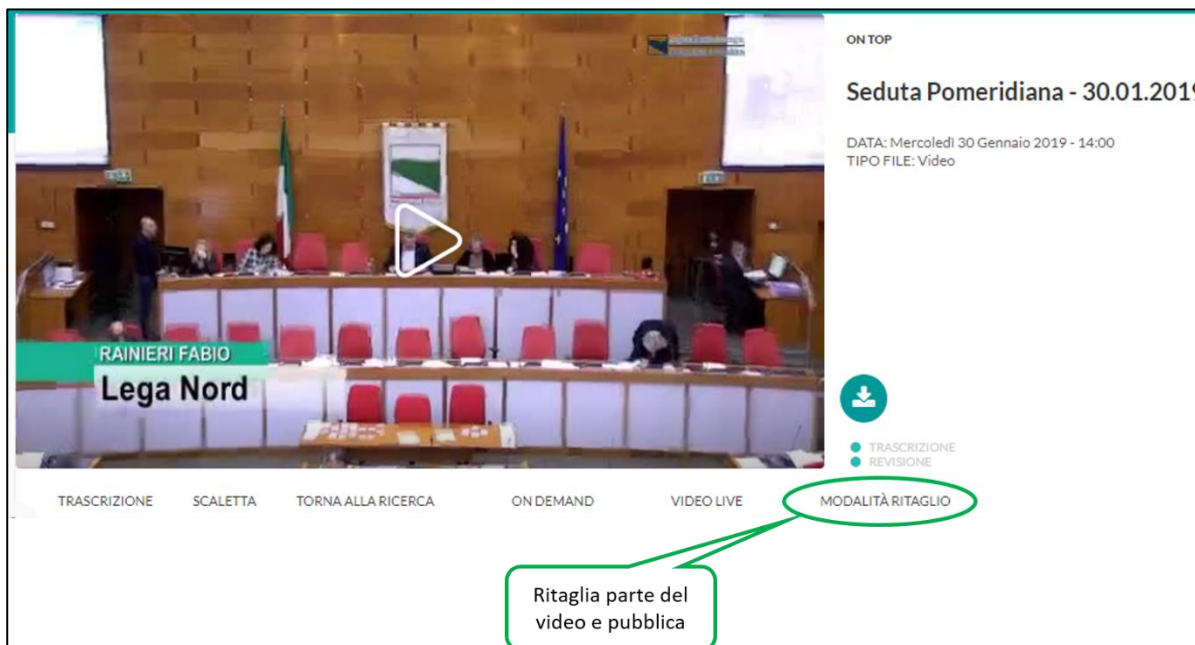 ON TOP
Seduta Pomeridiana - 30.01.2019
DATA: Mercoledì 30 Gennaio 2019 - 14:00
TIPO FILE: Video
RAINIERI FABIO
Lega Nord
TRASCRIZIONE
REVISIONE
TRASCRIZIONE SCALETTA TORNA ALLA RICERCA ON DEMAND VIDEO LIVE MODALITÀ RITAGLIO
Ritaglia parte del
video e pubblica